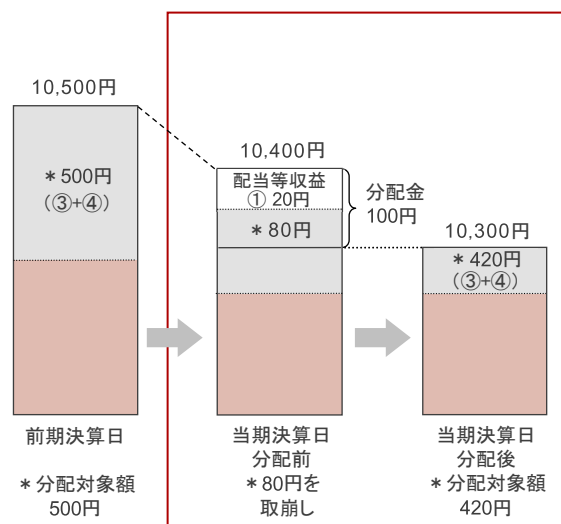 10,500円
＊500円
（③+④）
前期決算日
＊分配対象額
500円
10,400円
配当等収益
① 20円
＊80円
分配金
100円
当期決算日
分配前
＊80円を
取崩し
10,300円
＊420円
（③+④）
当期決算日
分配後
＊分配対象額
420円